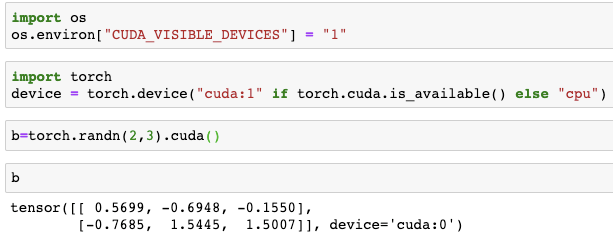 import os
os.environ["CUDA_VISIBLE_DEVICES"] = "1"
import torch
device = torch.device("cuda:1" if torch.cuda.is_available() else "cpu")
b=torch.randn(2,3).cuda()
b
tensor([[ 0.5699, -0.6948, -0.1550],
        [-0.7685,  1.5445,  1.5007]], device='cuda:0')